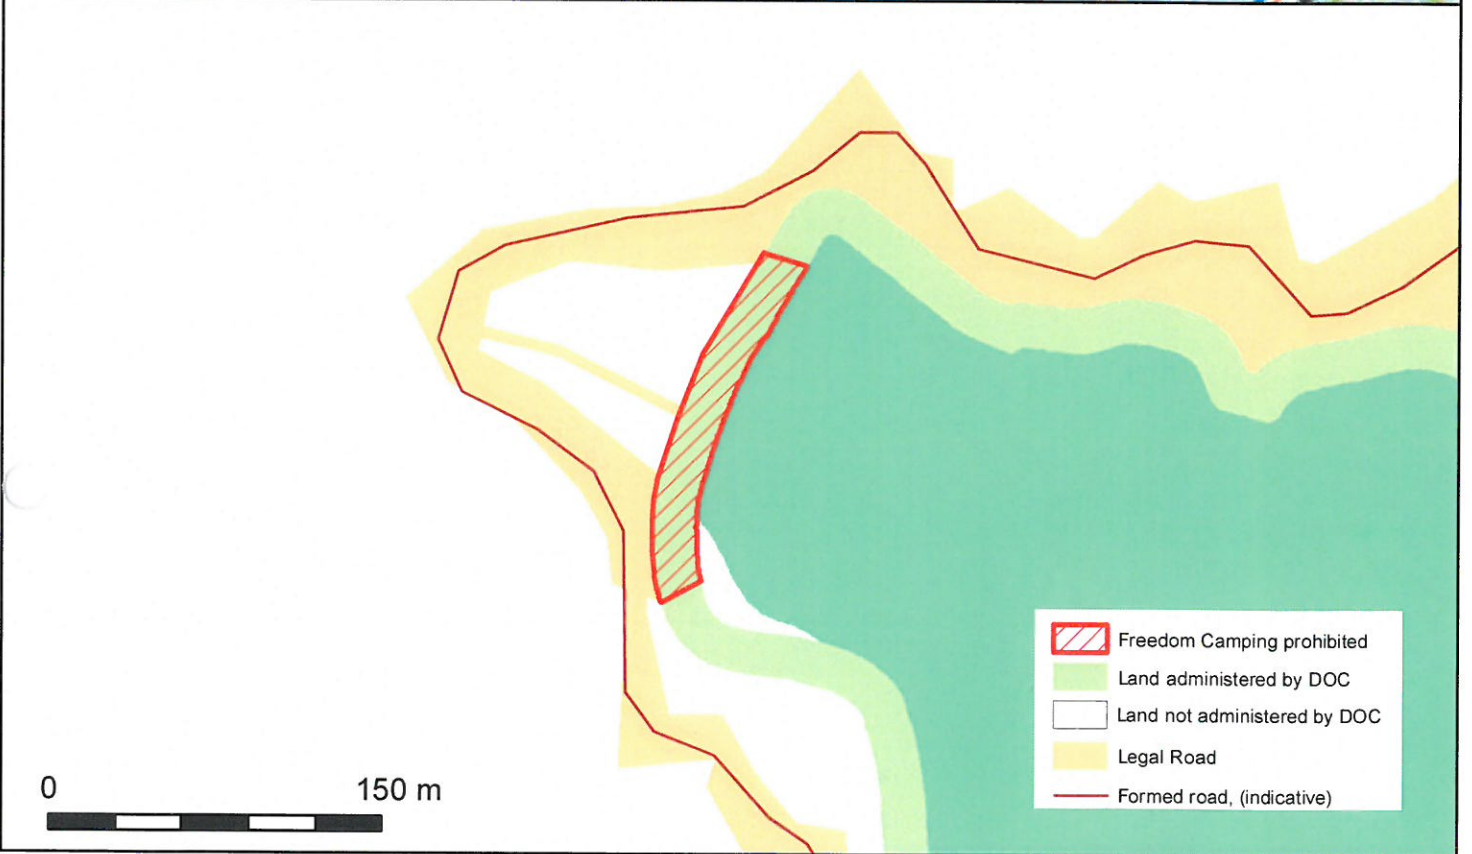 Freedom Camping prohibited
Land administered by DOC
Land not administered by DOC
Legal Road
Formed road, (indicative)
0 150 m